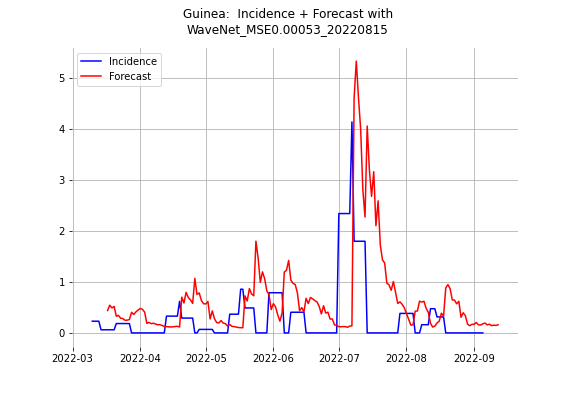 Guinea:  Incidence + Forecast with
WaveNet_MSE0.00053_20220815
Incidence
Forecast
5
4
3
2
1
0
2022-03 2022-04 2022-05 2022-06 2022-07 2022-08 2022-09